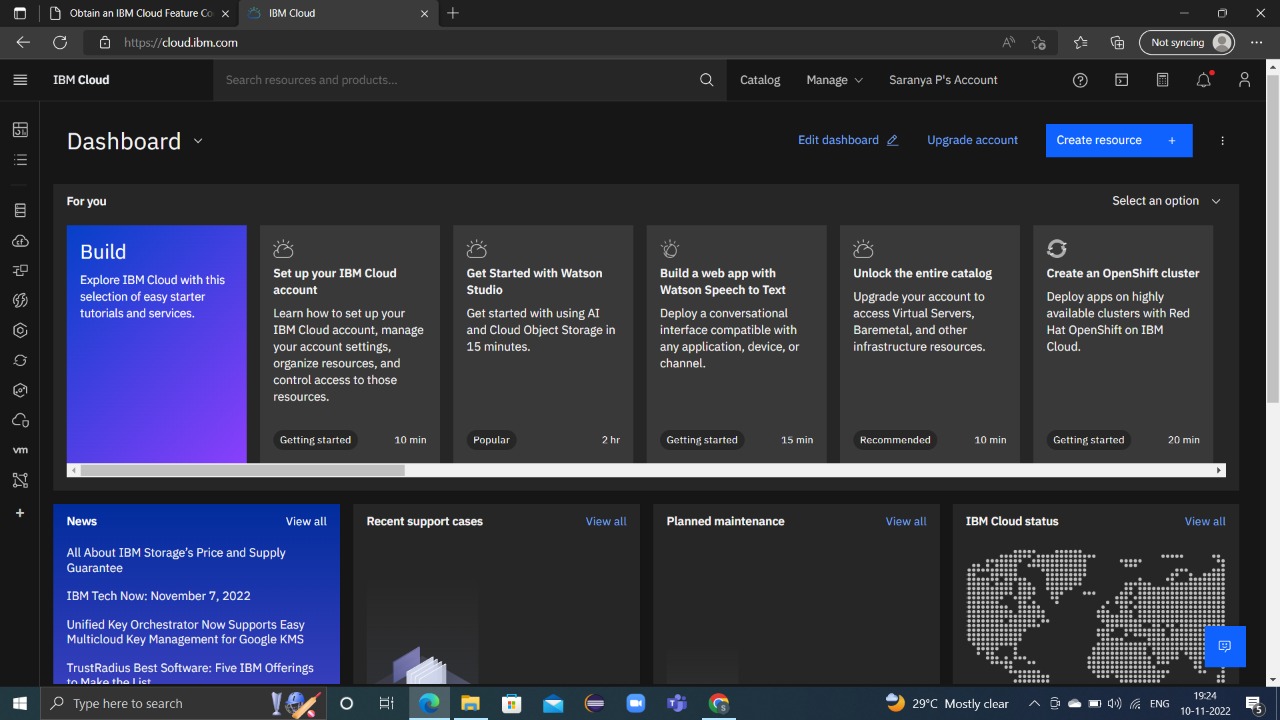 Obtain an IBM Cloud Feature Co
IBM Cloud
https://cloud.ibm.com
Not syncing
IBM Cloud
Search resources and products...
Catalog
Manage
Saranya P's Account
Dashboard
Edit dashboard
Upgrade account
Create resource +
For you
Select an option
Build
Explore IBM Cloud with this
selection of easy starter
tutorials and services.
Set up your IBM Cloud
account
Learn how to set up your
IBM Cloud account, manage
your account settings,
organize resources, and
control access to those
resources.
Getting started
10 min
Get Started with Watson
Studio
Get started with using AI
and Cloud Object Storage in
15 minutes.
Popular
2 hr
Build a web app with
Watson Speech to Text
Deploy a conversational
interface compatible with
any application, device, or
channel.
Getting started
15 min
Unlock the entire catalog
Upgrade your account to
access Virtual Servers,
Baremetal, and other
infrastructure resources.
Recommended
10 min
Create an OpenShift cluster
Deploy apps on highly
available clusters with Red
Hat OpenShift on IBM
Cloud.
Getting started
20 min
vm
News
View all
All About IBM Storage's Price and Supply
Guarantee
IBM Tech Now: November 7, 2022
Unified Key Orchestrator Now Supports Easy
Multicloud Key Management for Google KMS
TrustRadius Best Software: Five IBM Offerings
to Make the List
Recent support cases
View all
Planned maintenance
View all
IBM Cloud status
View all
Type here to search
29°C Mostly clear
ENG
19:24
10-11-2022
5